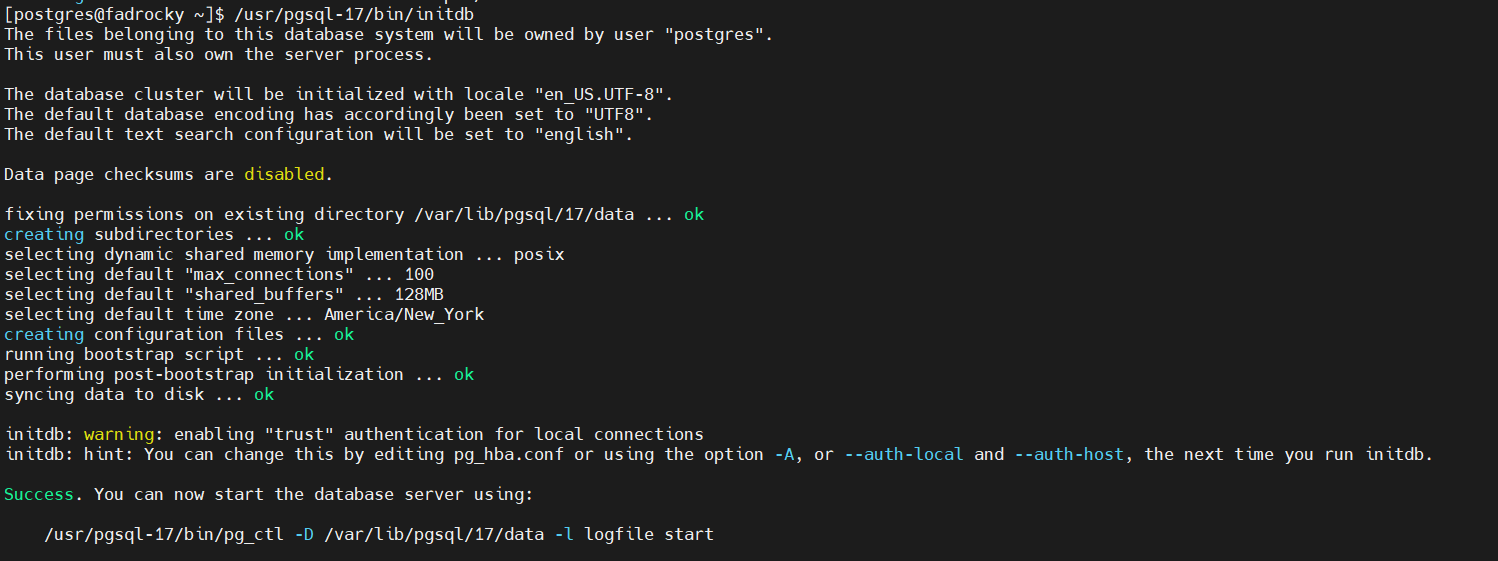 [postgres@fadrocky ~]$ /usr/pgsql-17/bin/initdb
The files belonging to this database system will be owned by user "postgres".
This user must also own the server process.
The database cluster will be initialized with locale "en_US.UTF-8".
The default database encoding has accordingly been set to "UTF8".
The default text search configuration will be set to "english".
Data page checksums are disabled.
fixing permissions on existing directory /var/lib/pgsql/17/data ... ok
creating subdirectories ... ok
selecting dynamic shared memory implementation ... posix
selecting default "max_connections" ... 100
selecting default "shared_buffers" ... 128MB
selecting default time zone ... America/New_York
creating configuration files ... ok
running bootstrap script ... ok
performing post-bootstrap initialization ... ok
syncing data to disk ... ok
initdb: warning: enabling "trust" authentication for local connections
initdb: hint: You can change this by editing pg_hba.conf or using the option -A, or --auth-local and --auth-host, the next time you run initdb.
Success. You can now start the database server using:
/usr/pgsql-17/bin/pg_ctl -D /var/lib/pgsql/17/data -l logfile start